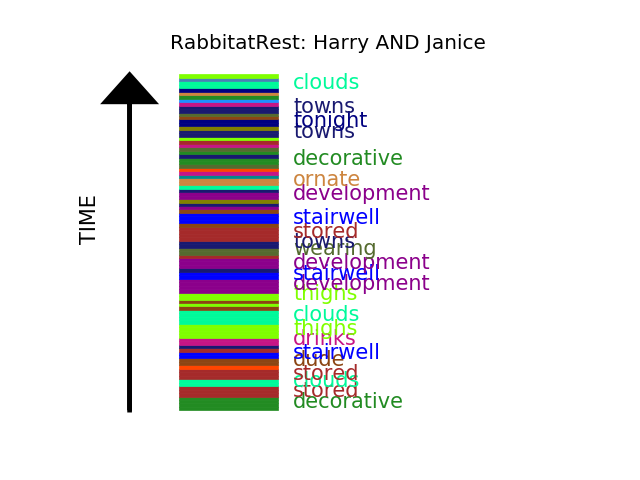 RabbitatRest: Harry AND Janice
clouds
towns
tonight
towns
decorative
ornate
development
stairwell
stored
towns
wearing
development
stairwell
development
thighs
clouds
thighs
drinks
stairwell
dude
stored
clouds
stored
decorative
TIME